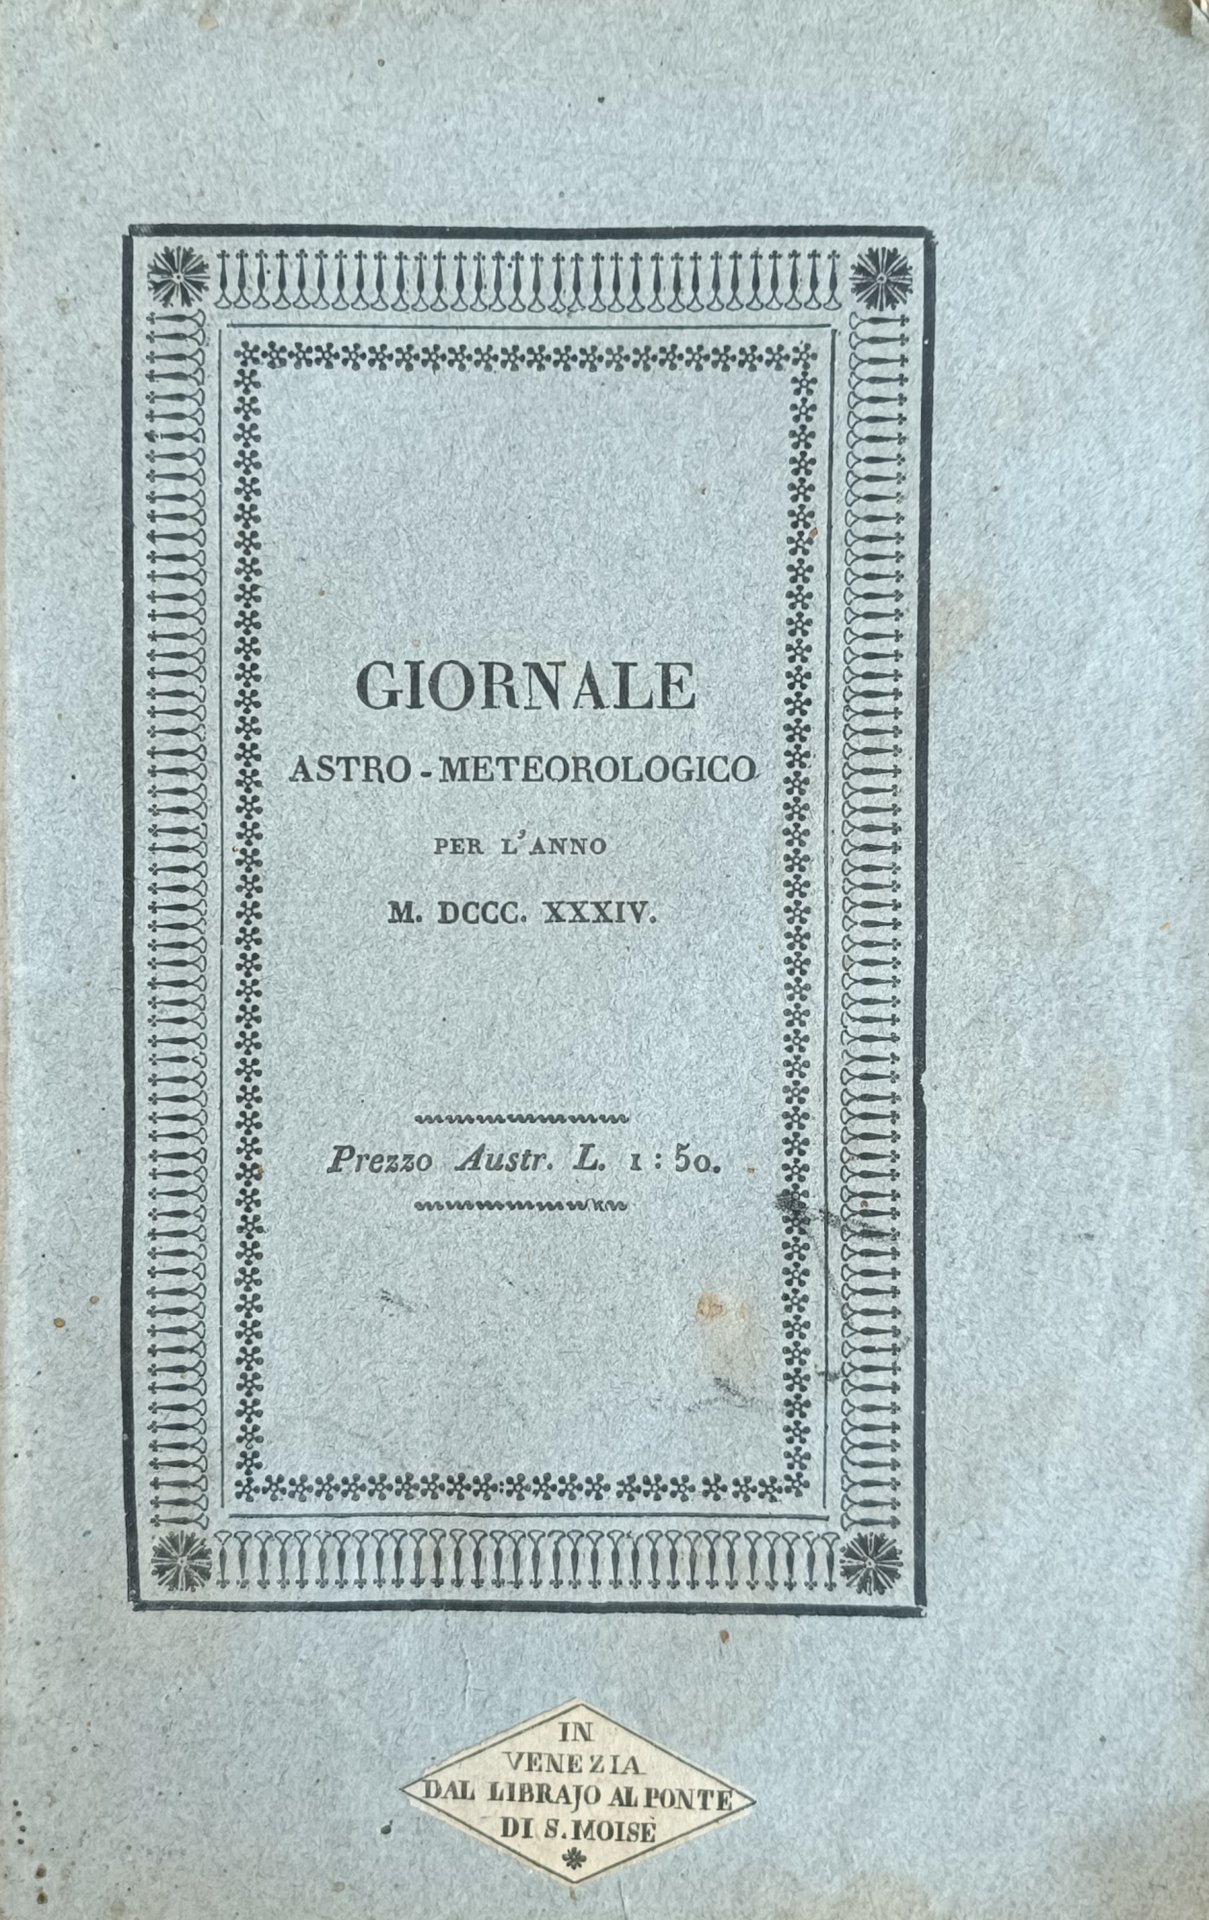 GIORNALE
ASTRO-METEOROLOGICO
PER L'ANNO
M. DCCC. XXXIV.
Prezzo Austr. L. 1 : 50.
IN
VENEZIA
DAL LIBRAJO AL PONTE
DI S. MOISÈ